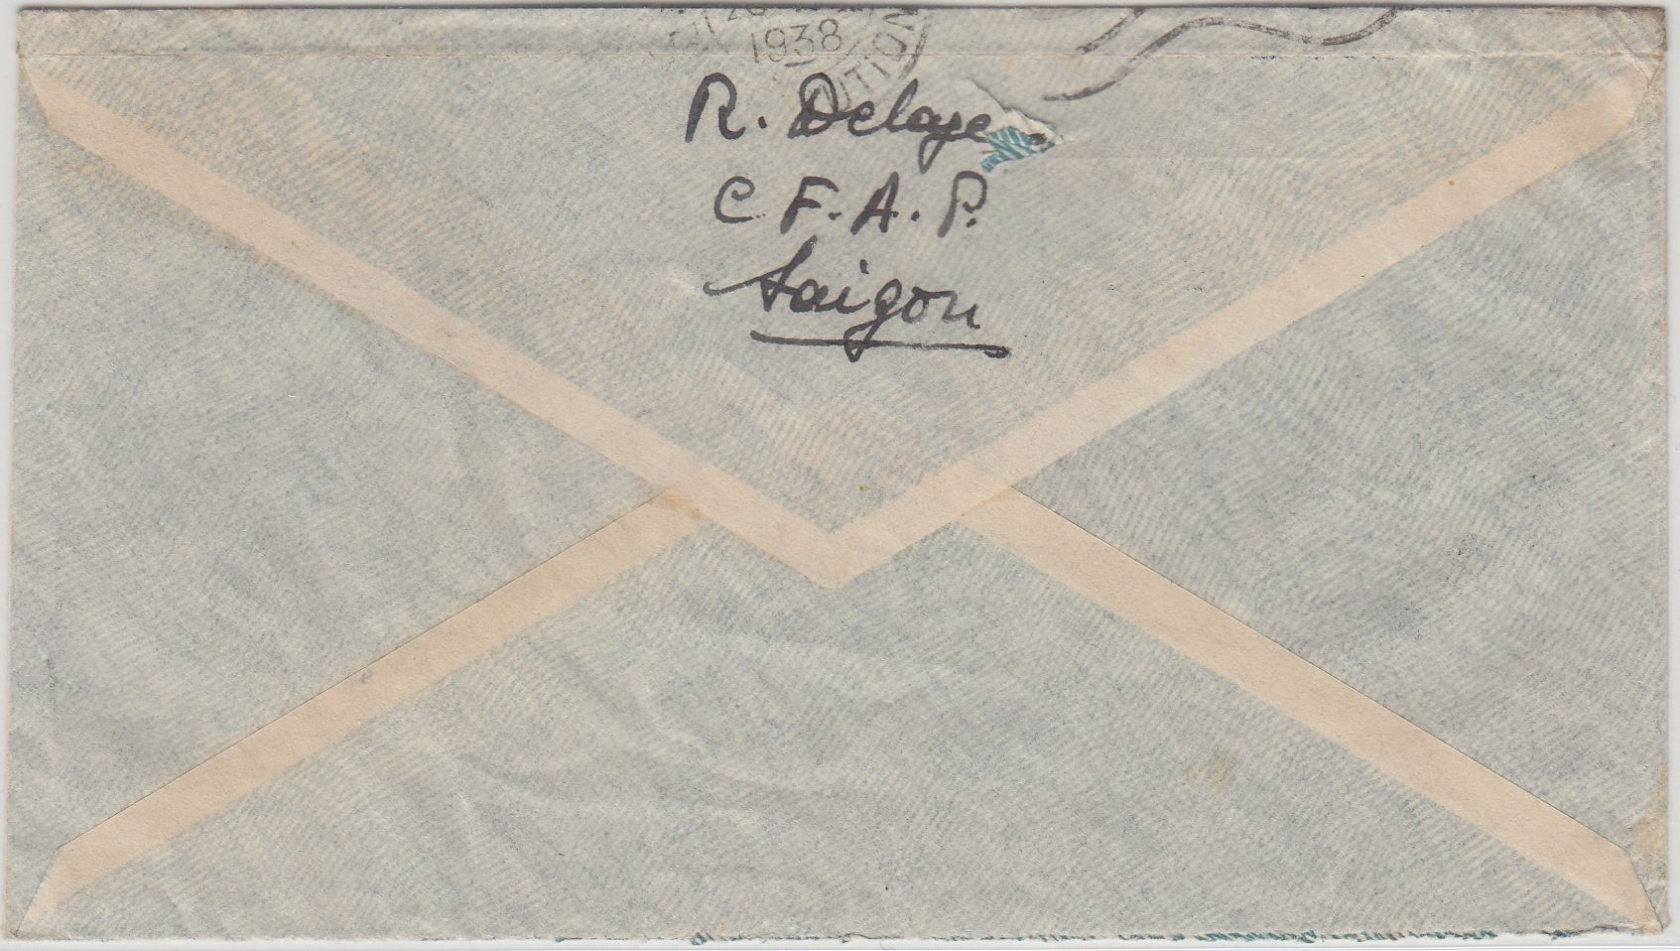 1938
R. Delaye
C F. A. P.
Saigon